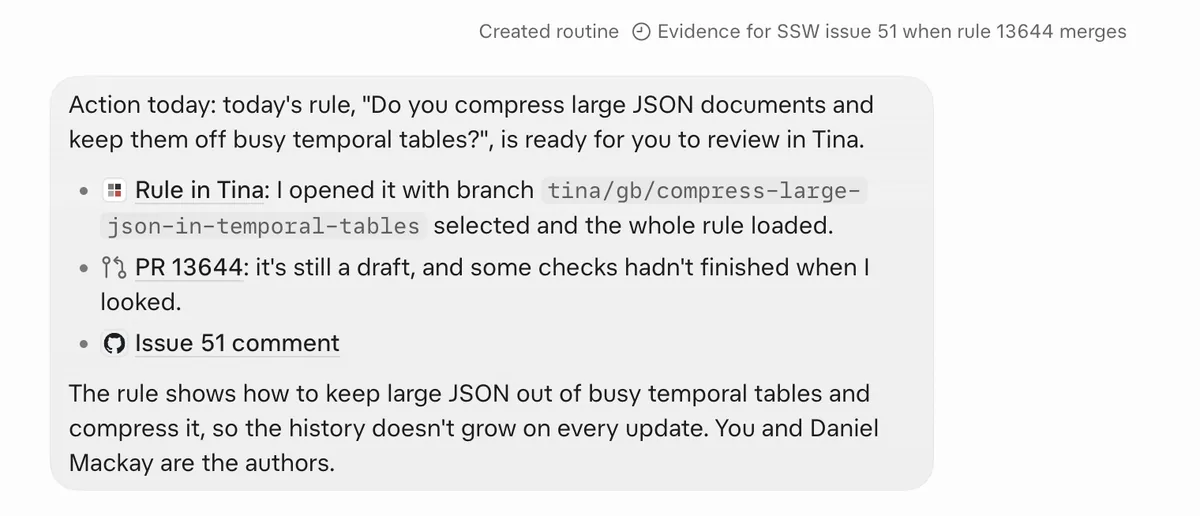 Created routine Evidence for SSW issue 51 when rule 13644 merges
Action today: today's rule, "Do you compress large JSON documents and
keep them off busy temporal tables?", is ready for you to review in Tina.
• Rule in Tina: I opened it with branch tina/gb/compress-large-
json-in-temporal-tables selected and the whole rule loaded.
• PR 13644: it's still a draft, and some checks hadn't finished when I
looked.
• Issue 51 comment
The rule shows how to keep large JSON out of busy temporal tables and
compress it, so the history doesn't grow on every update. You and Daniel
Mackay are the authors.